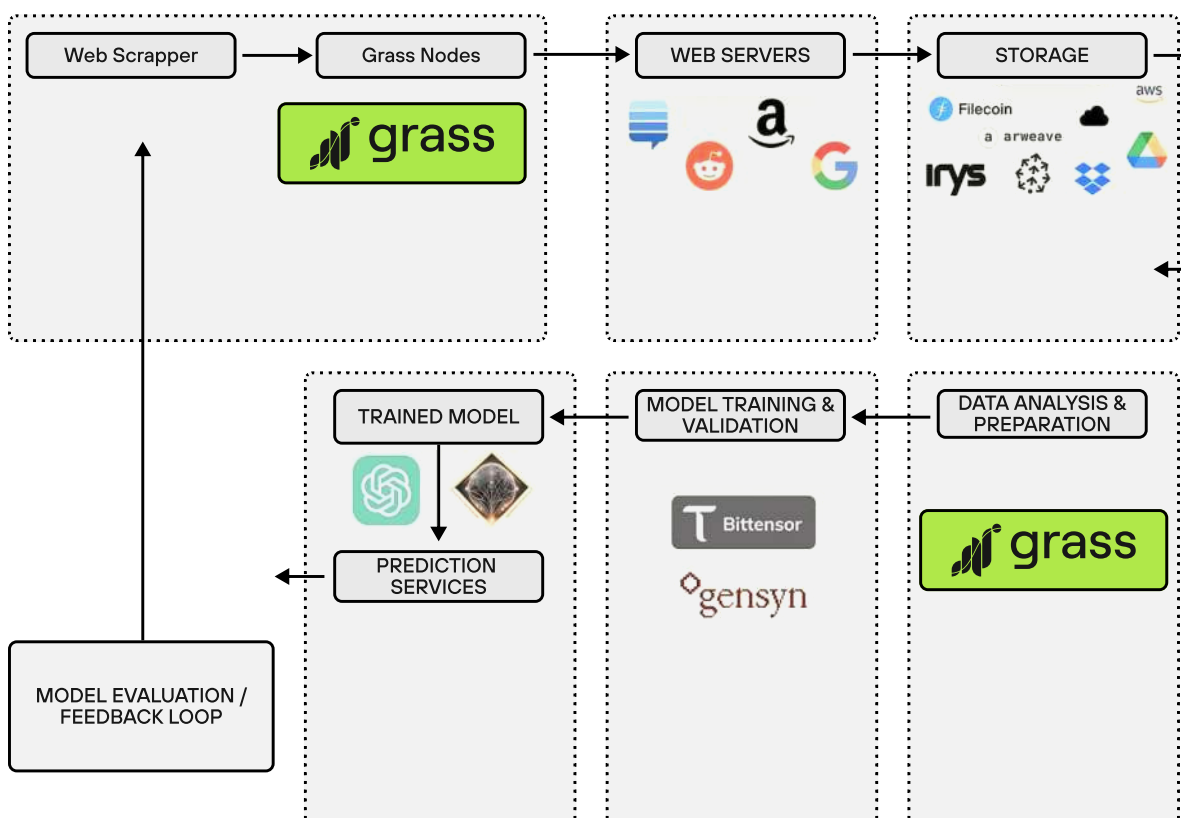 Web Scrapper
Grass Nodes
WEB SERVERS
STORAGE
grass
a
Filecoin
aws
a arweave
Irys
TRAINED MODEL
MODEL TRAINING &
VALIDATION
DATA ANALYSIS &
PREPARATION
PREDICTION
SERVICES
Bittensor
gensyn
grass
MODEL EVALUATION /
FEEDBACK LOOP